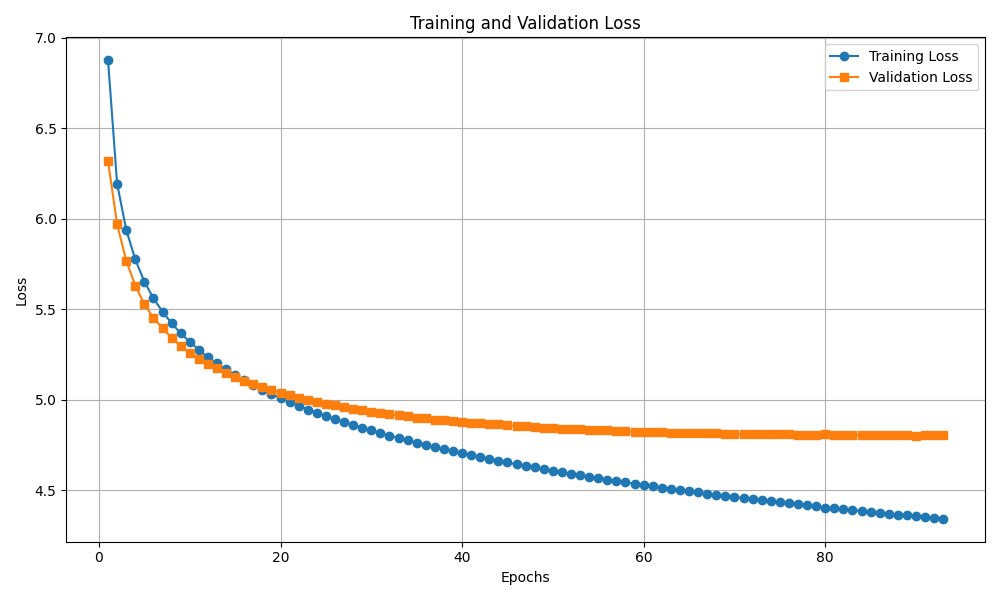 Training and Validation Loss
7.0
6.5
6.0
5.5
5.0
4.5
Loss
Training Loss
Validation Loss
0 20 40 60 80
Epochs